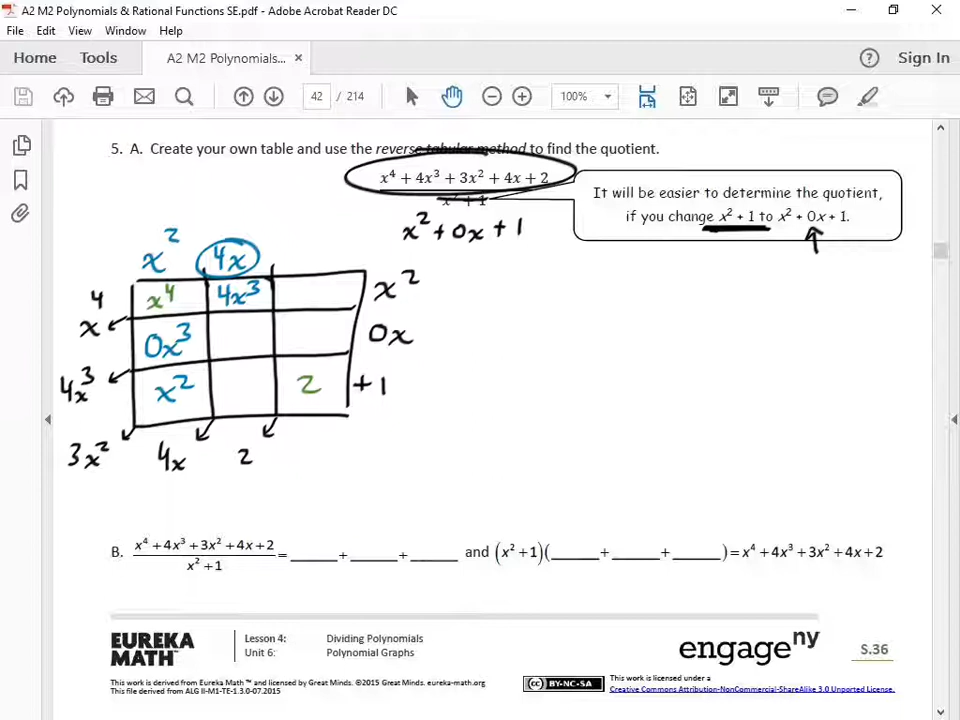 A2 M2 Polynomials & Rational Functions SE.pdf - Adobe Acrobat Reader DC
File Edit View Window Help
Home Tools A2 M2 Polynomials... × Sign In
42 / 214 100%
5. A. Create your own table and use the reverse tabular method to find the quotient.
x⁴ + 4x³ + 3x² + 4x + 2
x² + 1
It will be easier to determine the quotient,
if you change x² + 1 to x² + 0x + 1.
x² + 0x + 1
x² 4x
x⁴ x⁴ 4x³ x²
0x³ 0x
4x³ x² 2 +1
3x² 4x 2
B. x⁴ + 4x³ + 3x² + 4x + 2 / x² + 1 = ______ + ______ + ______ and (x² + 1)(______ + ______ + ______) = x⁴ + 4x³ + 3x² + 4x + 2
EUREKA MATH™
Lesson 4: Dividing Polynomials
Unit 6: Polynomial Graphs
engageny
S.36
This work is derived from Eureka Math ™ and licensed by Great Minds. ©2015 Great Minds. eureka-math.org
This file derived from ALG II-M1-TE-1.3.0-07.2015
cc BY-NC-SA
This work is licensed under a
Creative Commons Attribution-NonCommercial-ShareAlike 3.0 Unported License.